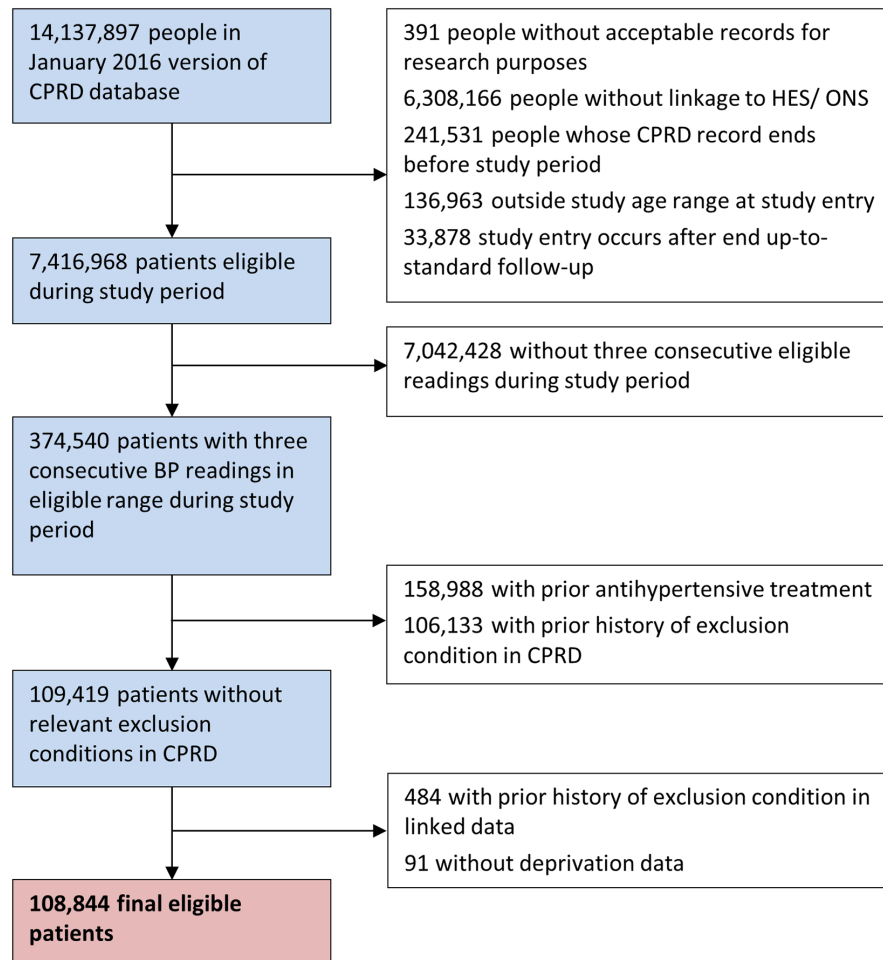 14,137,897 people in
January 2016 version of
CPRD database
391 people without acceptable records for
research purposes
6,308,166 people without linkage to HES/ ONS
241,531 people whose CPRD record ends
before study period
136,963 outside study age range at study entry
33,878 study entry occurs after end up-to-
standard follow-up
7,416,968 patients eligible
during study period
7,042,428 without three consecutive eligible
readings during study period
374,540 patients with three
consecutive BP readings in
eligible range during study
period
158,988 with prior antihypertensive treatment
106,133 with prior history of exclusion
condition in CPRD
109,419 patients without
relevant exclusion
conditions in CPRD
484 with prior history of exclusion condition in
linked data
91 without deprivation data
108,844 final eligible
patients